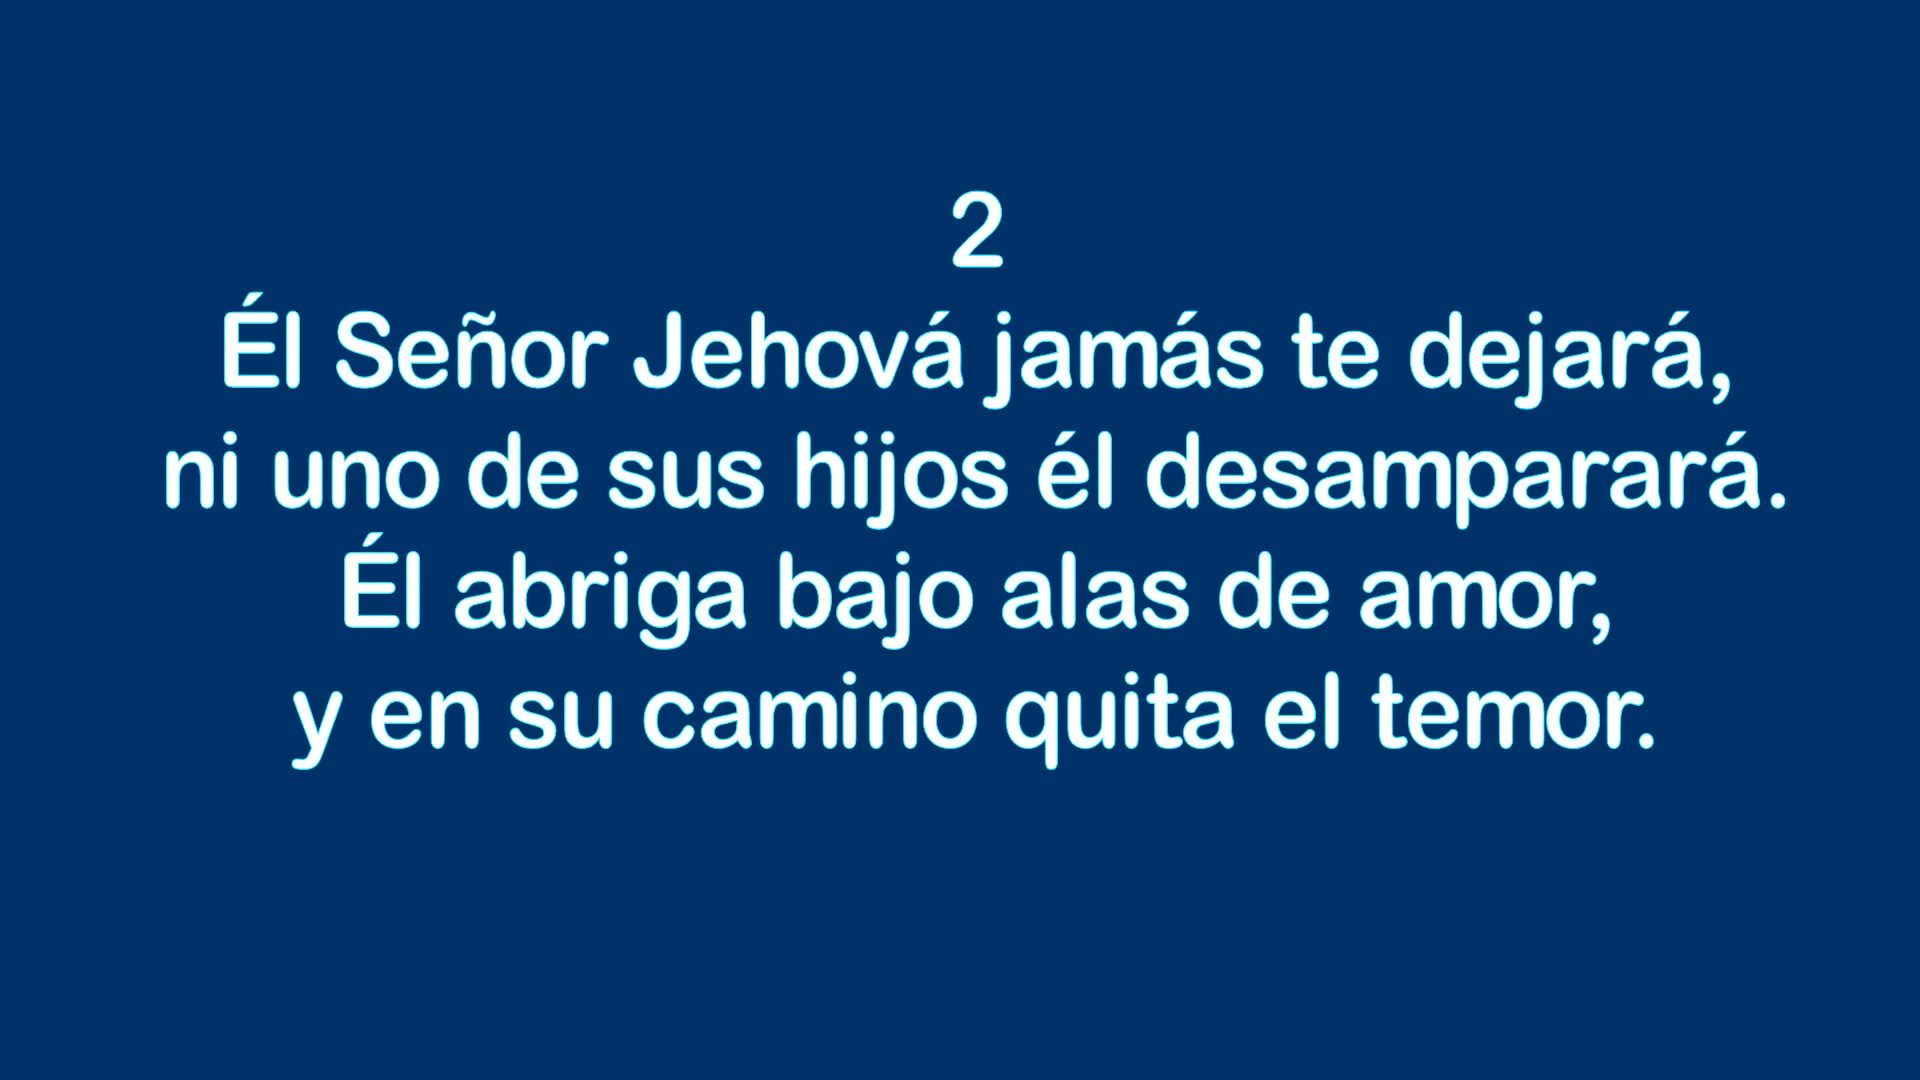 2
Él Señor Jehová jamás te dejará,
ni uno de sus hijos él desamparará.
Él abriga bajo alas de amor,
y en su camino quita el temor.